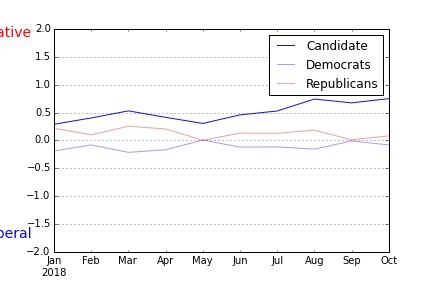 ative
2.0
1.5
1.0
0.5
0.0
−0.5
−1.0
−1.5
−2.0
beral
Candidate
Democrats
Republicans
Jan Feb Mar Apr May Jun Jul Aug Sep Oct
2018